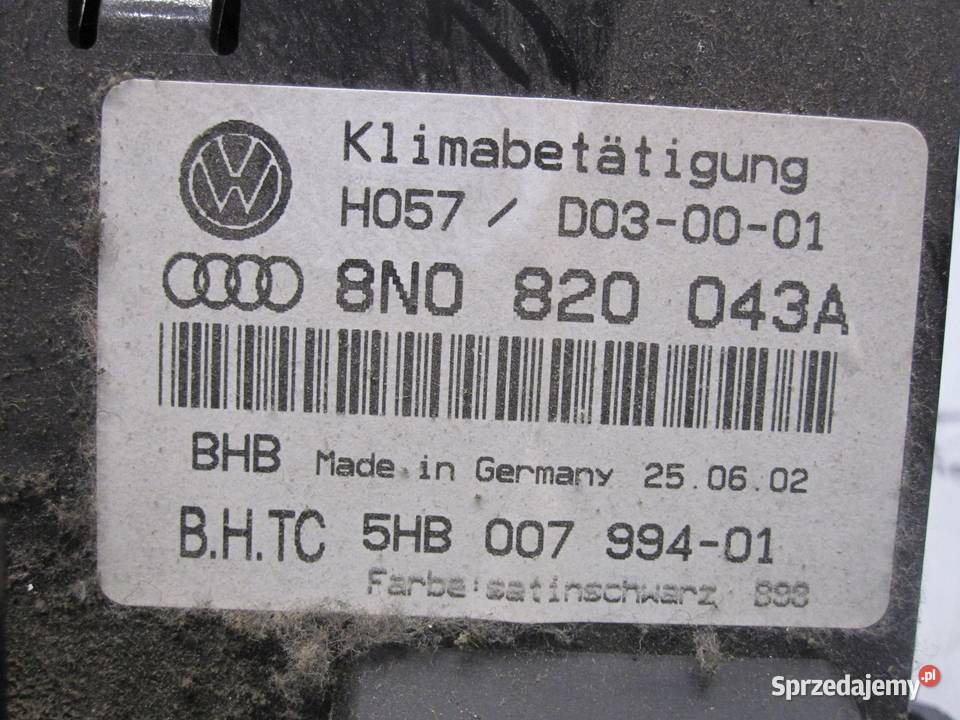 Klimabetätigung
H057 / D03-00-01
8N0 820 043A
BHB Made in Germany 25.06.02
B.H.TC 5HB 007 994-01
Farbe:satinschwarz B98
Sprzedajemy.pl